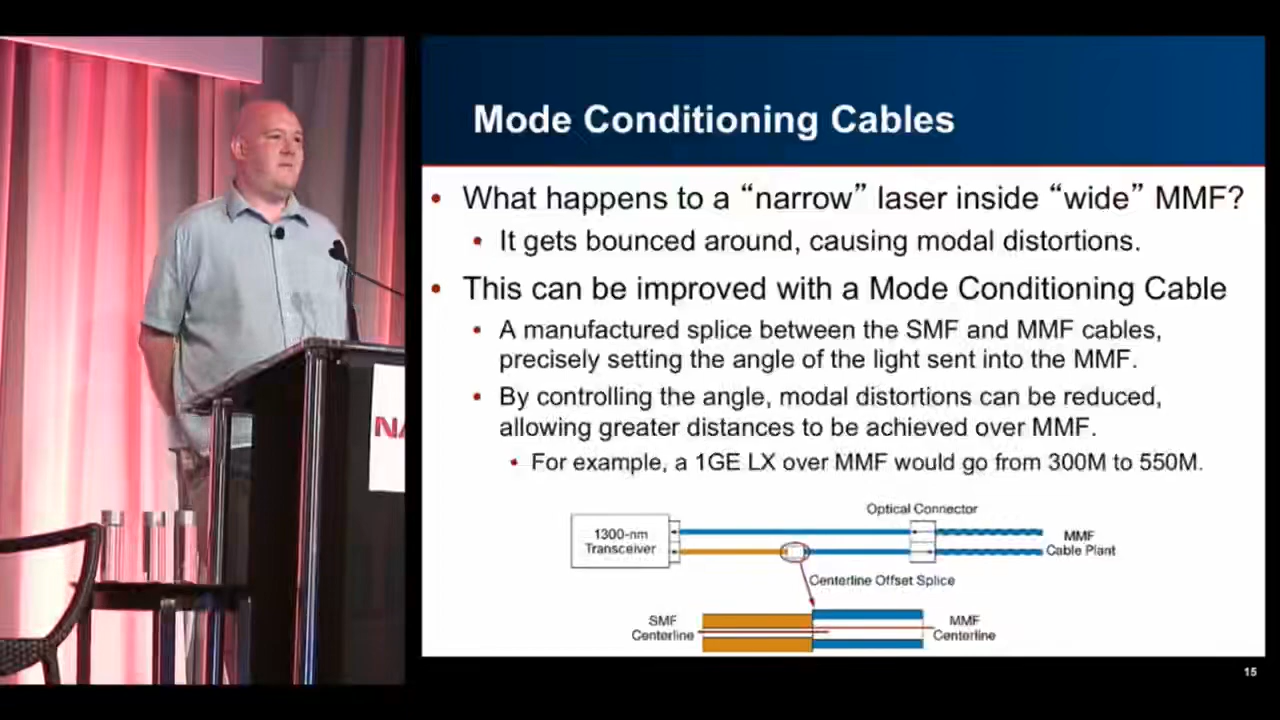 Mode Conditioning Cables
• What happens to a “narrow” laser inside “wide” MMF?
• It gets bounced around, causing modal distortions.
• This can be improved with a Mode Conditioning Cable
• A manufactured splice between the SMF and MMF cables,
precisely setting the angle of the light sent into the MMF.
• By controlling the angle, modal distortions can be reduced,
allowing greater distances to be achieved over MMF.
• For example, a 1GE LX over MMF would go from 300M to 550M.
Optical Connector
1300-nm
Transceiver
MMF
Cable Plant
Centerline Offset Splice
SMF
Centerline
MMF
Centerline
15